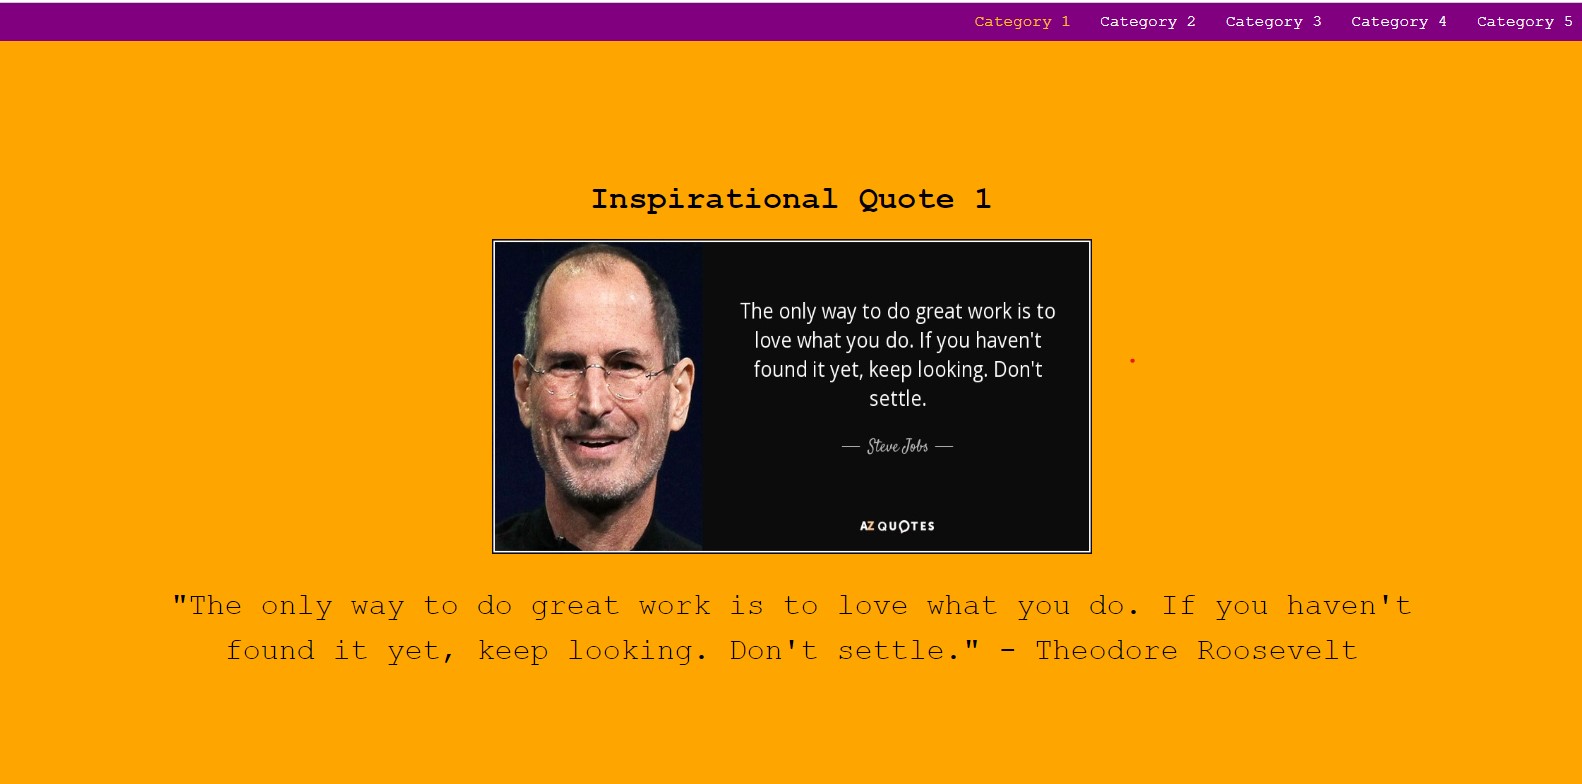 Category 1 Category 2 Category 3 Category 4 Category 5
Inspirational Quote 1
The only way to do great work is to
love what you do. If you haven't
found it yet, keep looking. Don't
settle.
— Steve Jobs —
AZ QUOTES
"The only way to do great work is to love what you do. If you haven't
found it yet, keep looking. Don't settle." - Theodore Roosevelt